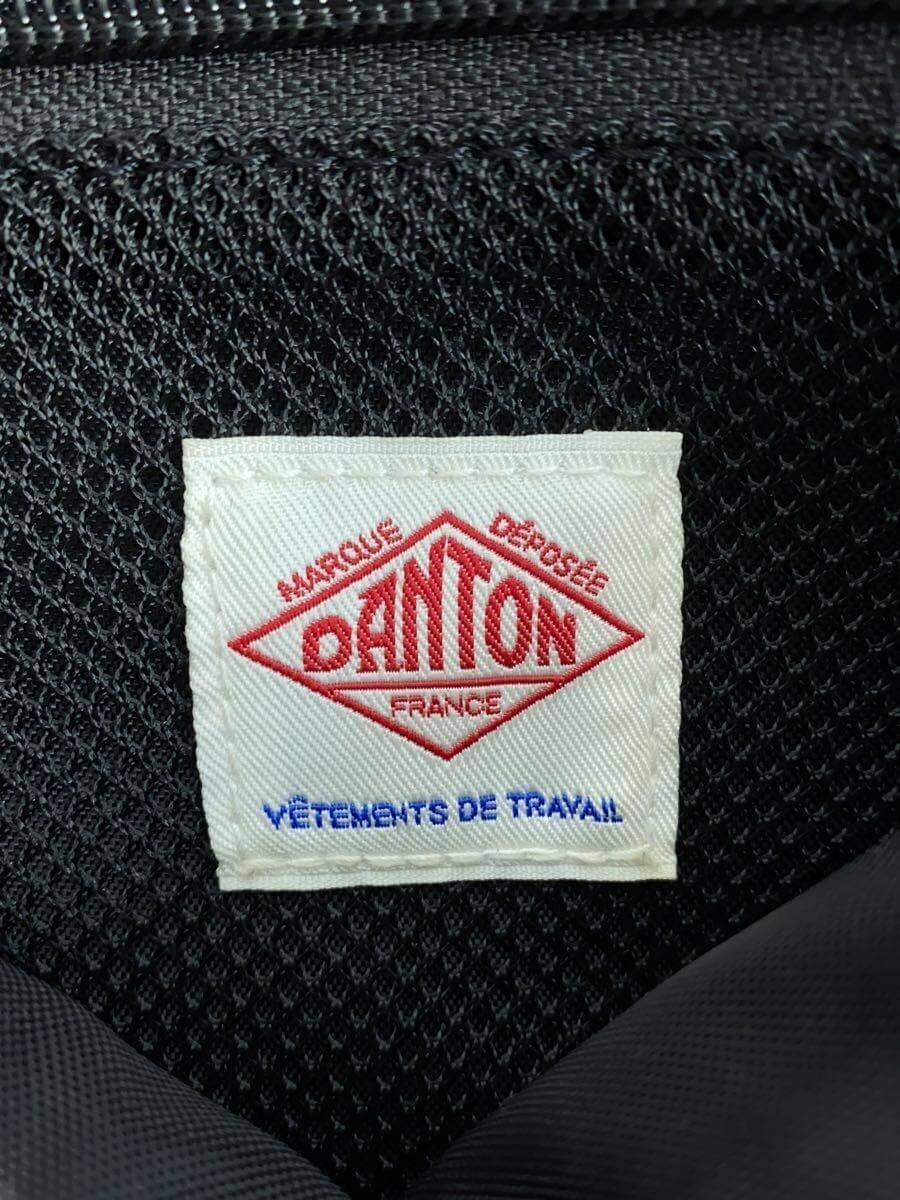 MARQUE DÉPOSÉE
DANTON
FRANCE
VÊTEMENTS DE TRAVAIL